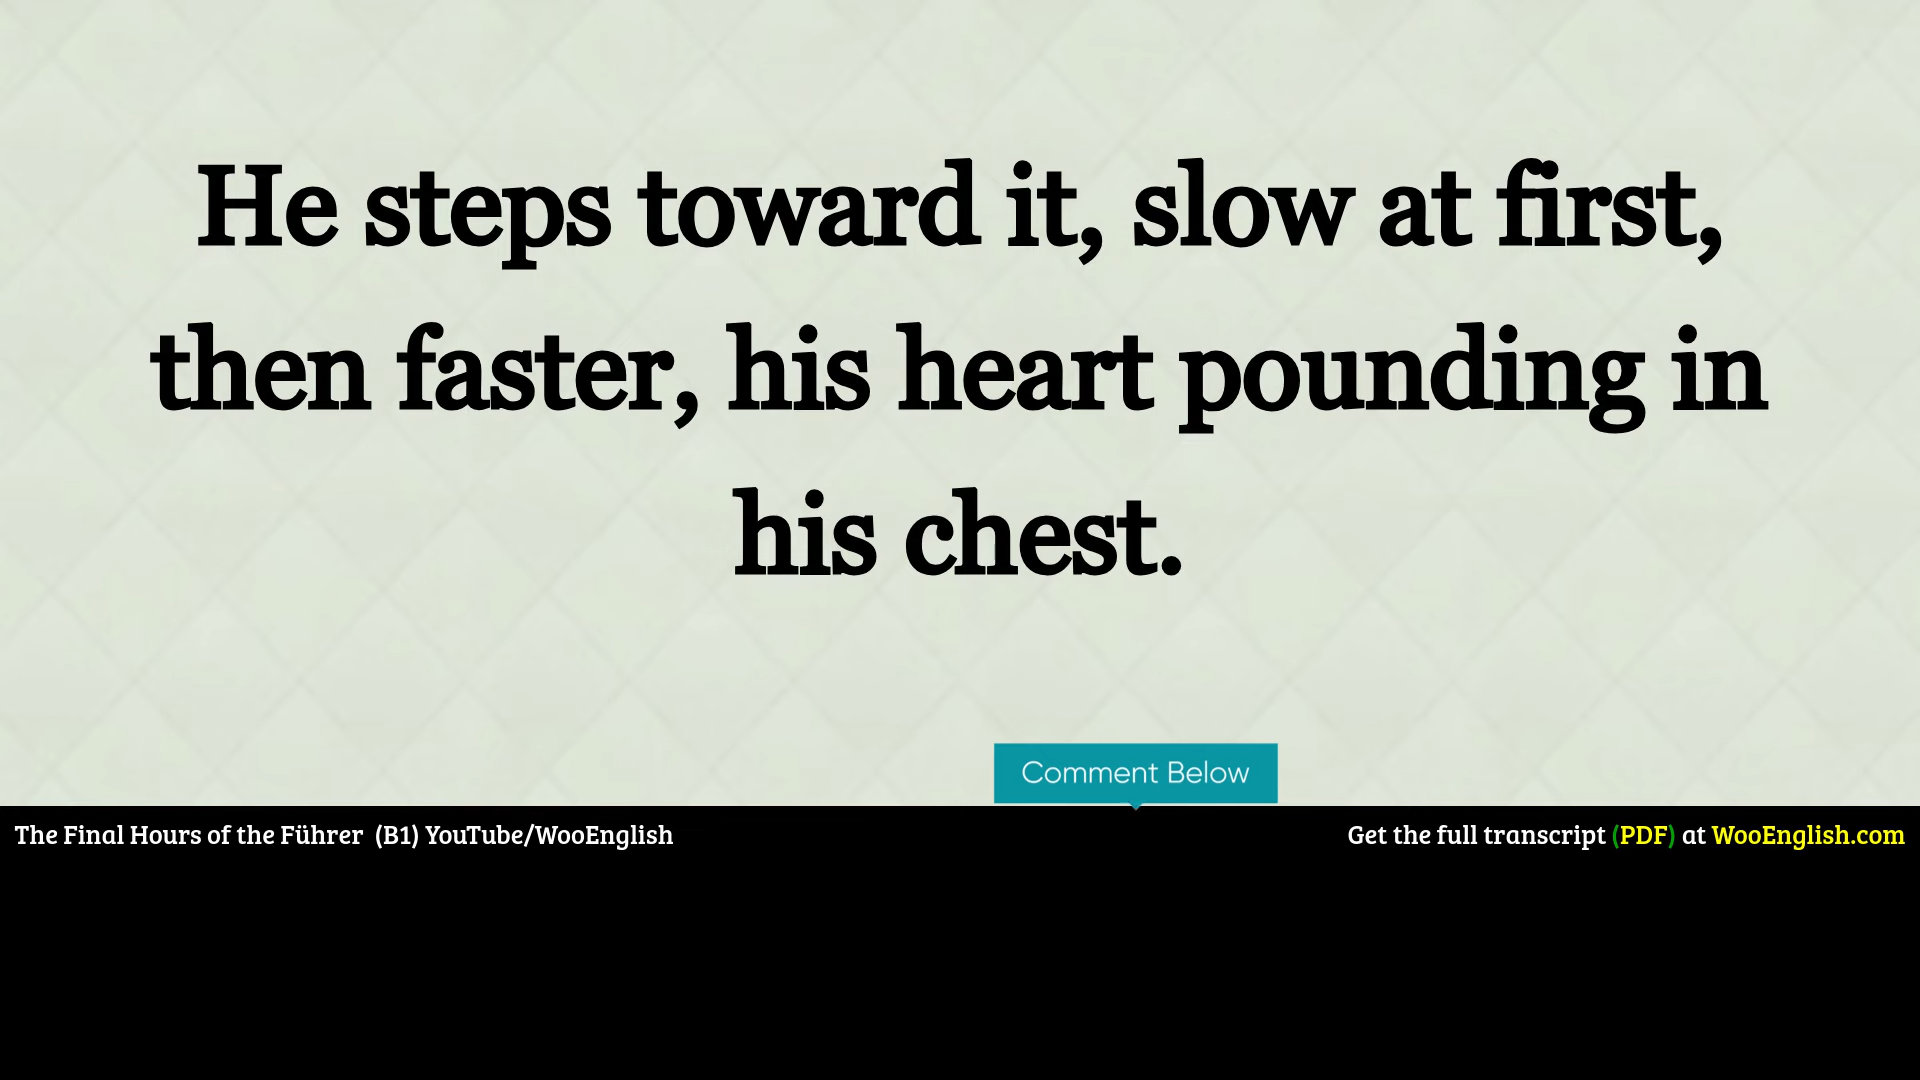 He steps toward it, slow at first,
then faster, his heart pounding in
his chest.
Comment Below
The Final Hours of the Führer (B1) YouTube/WooEnglish
Get the full transcript (PDF) at WooEnglish.com